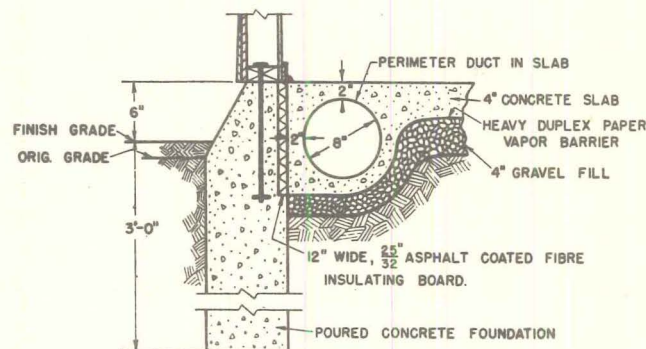 PERIMETER DUCT IN SLAB
2"
4" CONCRETE SLAB
6"
HEAVY DUPLEX PAPER
VAPOR BARRIER
FINISH GRADE
2"
8"
ORIG. GRADE
4" GRAVEL FILL
3'-0"
12" WIDE, 25/32" ASPHALT COATED FIBRE
INSULATING BOARD.
POURED CONCRETE FOUNDATION